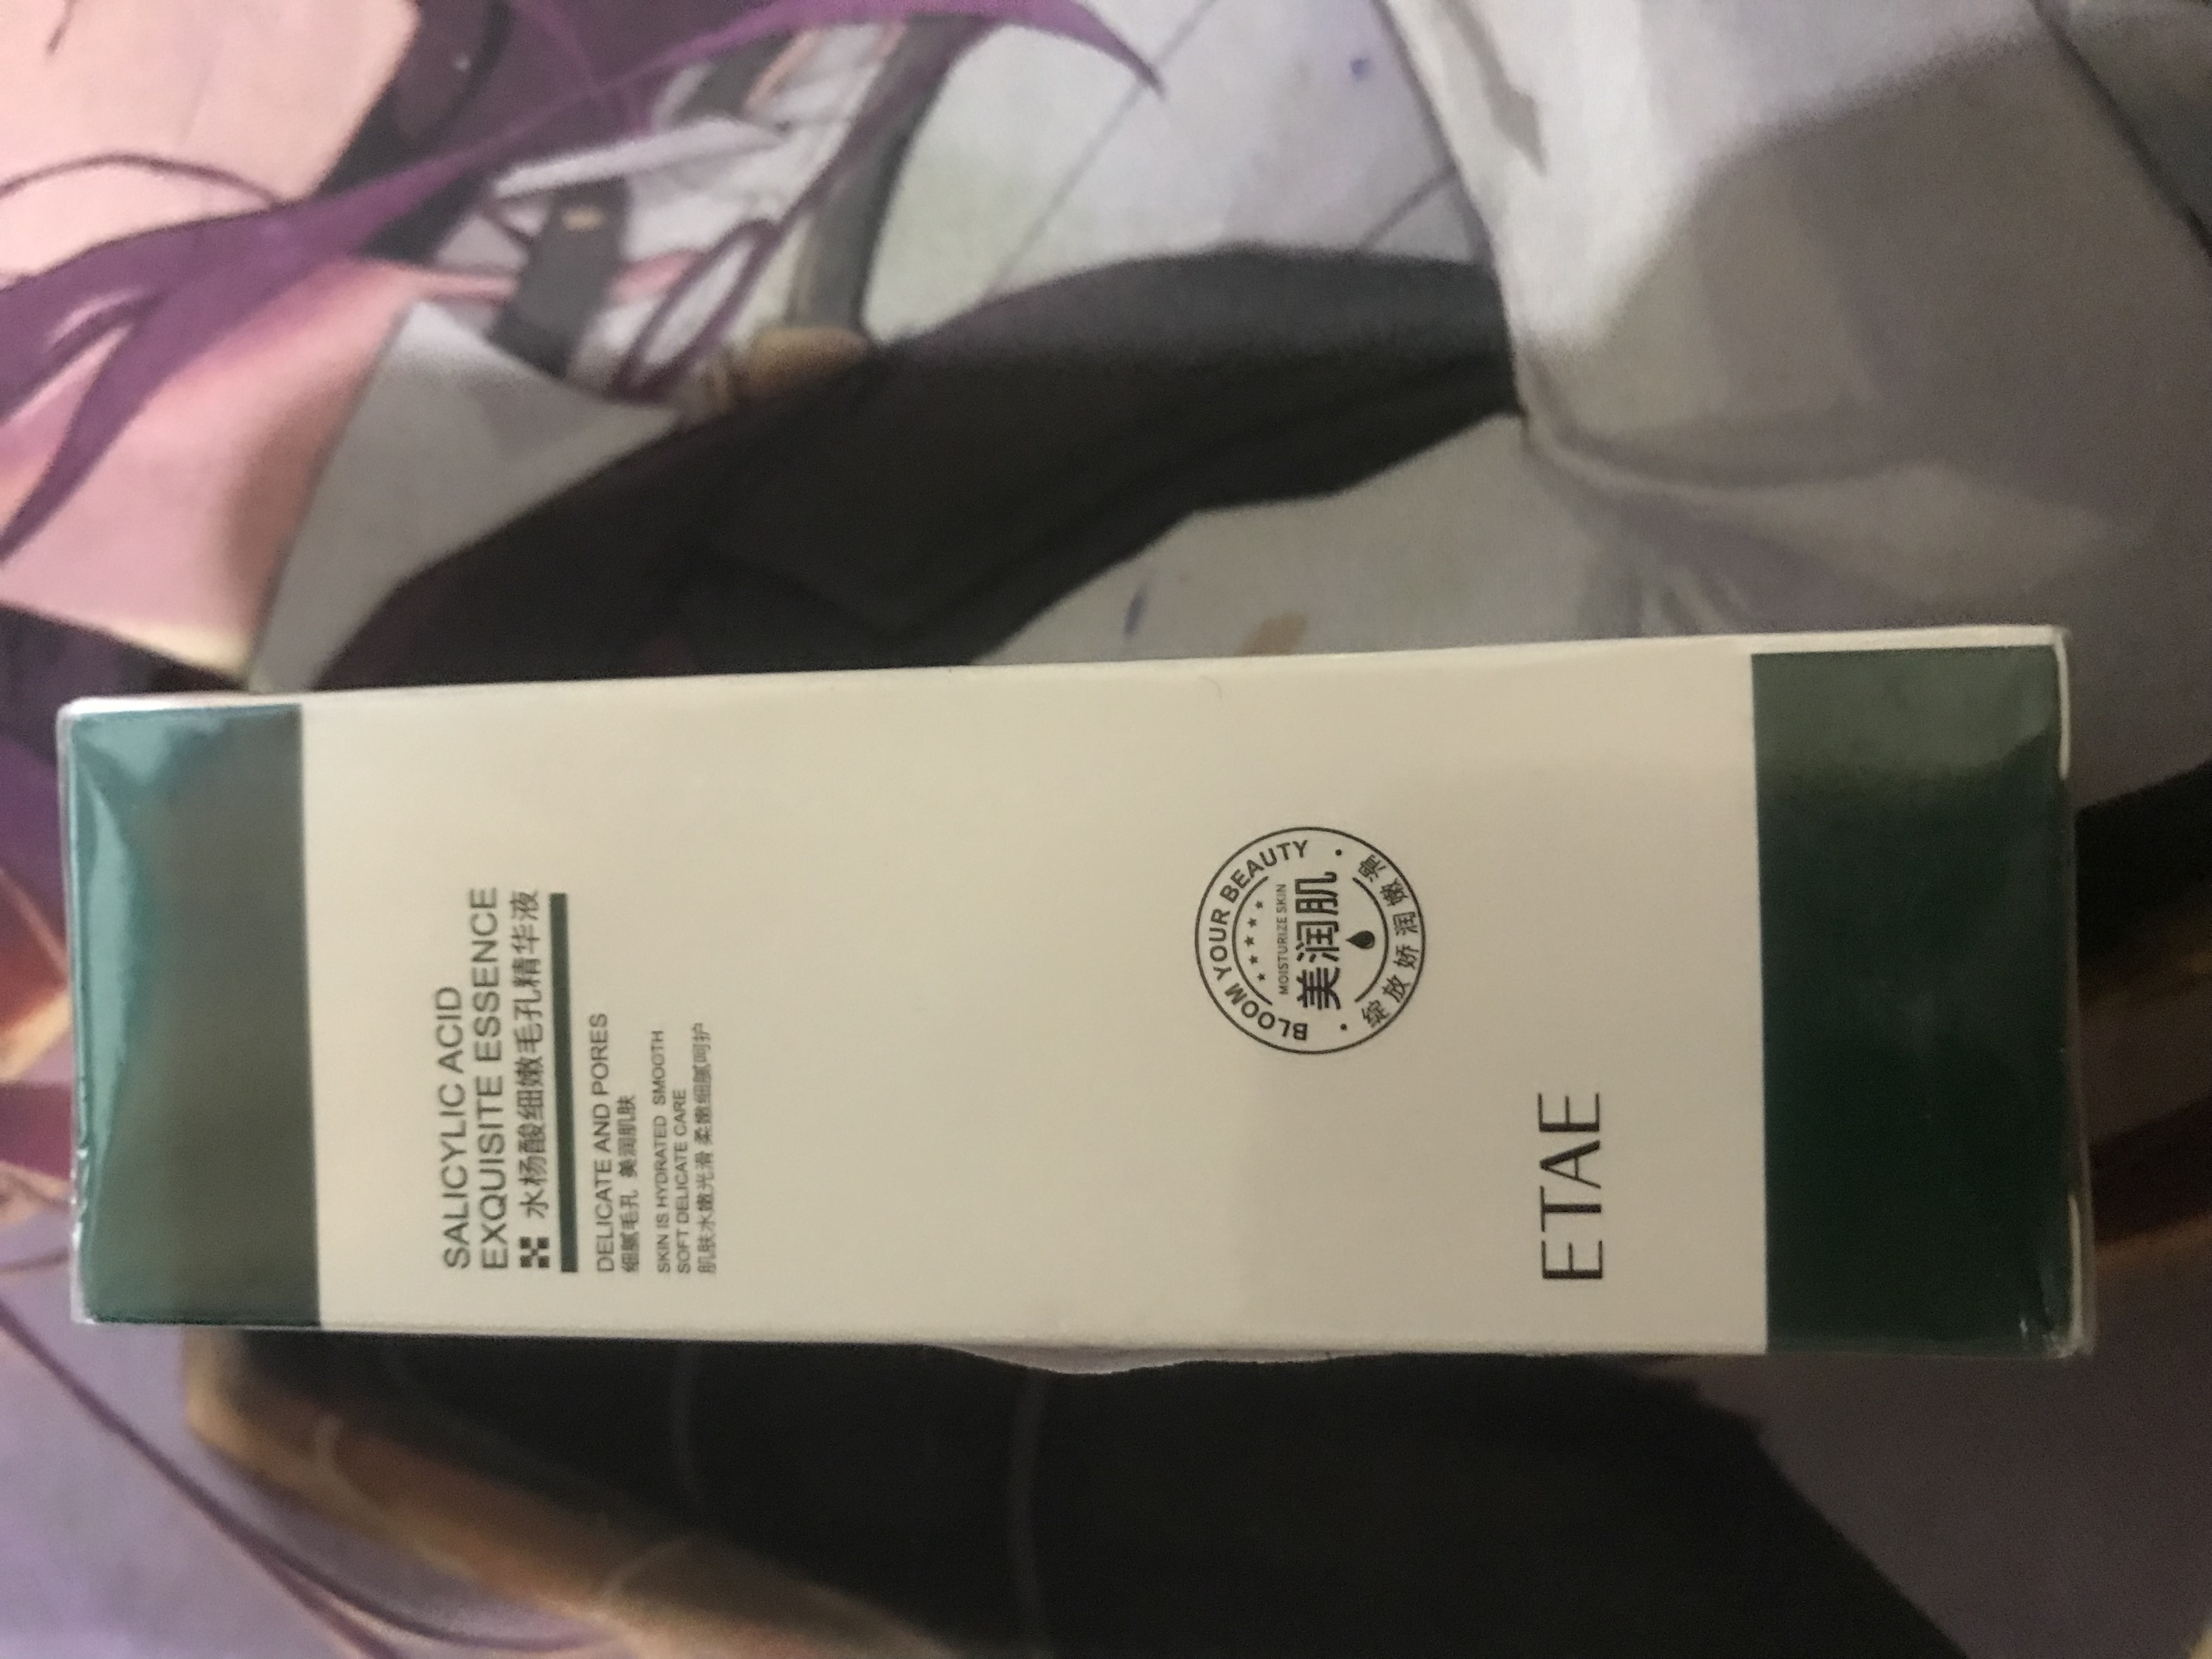 SALICYLIC ACID
EXQUISITE ESSENCE
水杨酸细嫩毛孔精华液
DELICATE AND PORES
细腻毛孔 美润肌肤
SKIN IS HYDRATED SMOOTH
SOFT DELICATE CARE
肌肤水嫩光滑 柔嫩细腻呵护
BLOOM YOUR BEAUTY
MOISTURIZE SKIN
美润肌
绽放娇润嫩滑
ETAE